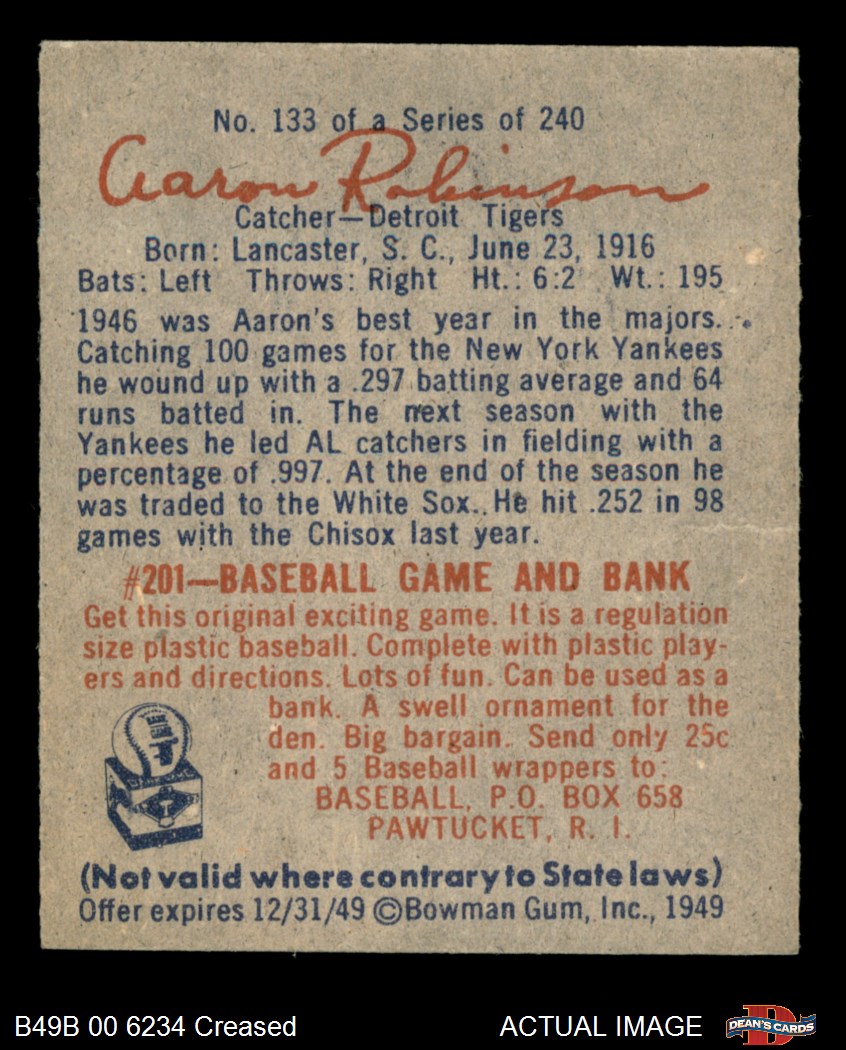 No. 133 of a Series of 240
Aaron Robinson
Catcher—Detroit Tigers
Born: Lancaster, S. C., June 23, 1916
Bats: Left Throws: Right Ht.: 6:2 Wt.: 195
1946 was Aaron's best year in the majors.
Catching 100 games for the New York Yankees
he wound up with a .297 batting average and 64
runs batted in. The next season with the
Yankees he led AL catchers in fielding with a
percentage of .997. At the end of the season he
was traded to the White Sox. He hit .252 in 98
games with the Chisox last year.
#201—BASEBALL GAME AND BANK
Get this original exciting game. It is a regulation
size plastic baseball. Complete with plastic play-
ers and directions. Lots of fun. Can be used as a
bank. A swell ornament for the
den. Big bargain. Send only 25c
and 5 Baseball wrappers to:
BASEBALL, P.O. BOX 658
PAWTUCKET, R. I.
(Not valid where contrary to State laws)
Offer expires 12/31/49 ©Bowman Gum, Inc., 1949
B49B 00 6234 Creased ACTUAL IMAGE DEAN'S CARDS